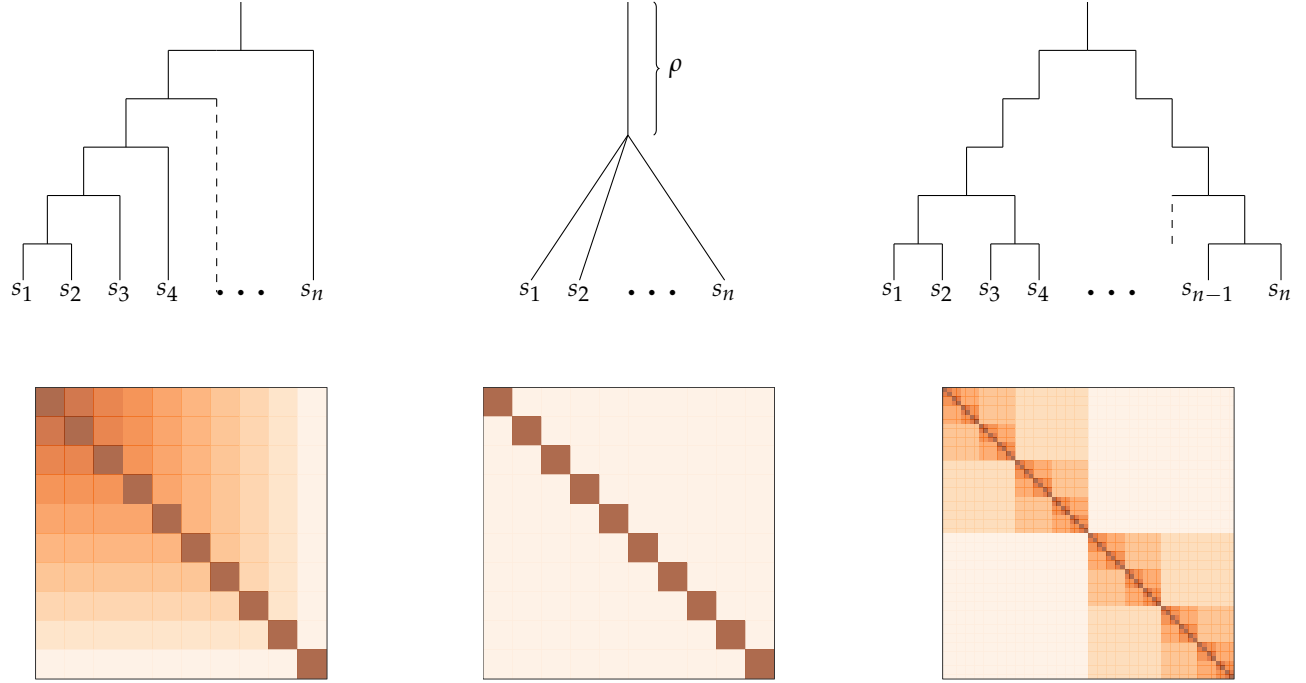 ρ
s₁ s₂ s₃ s₄ • • • sₙ
s₁ s₂ • • • sₙ
s₁ s₂ s₃ s₄ • • • sₙ₋₁ sₙ